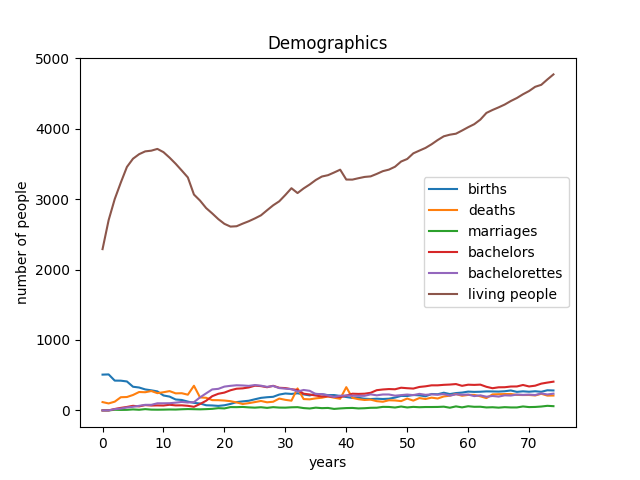 Demographics
5000
4000
3000
2000
1000
0
number of people
births
deaths
marriages
bachelors
bachelorettes
living people
0 10 20 30 40 50 60 70
years